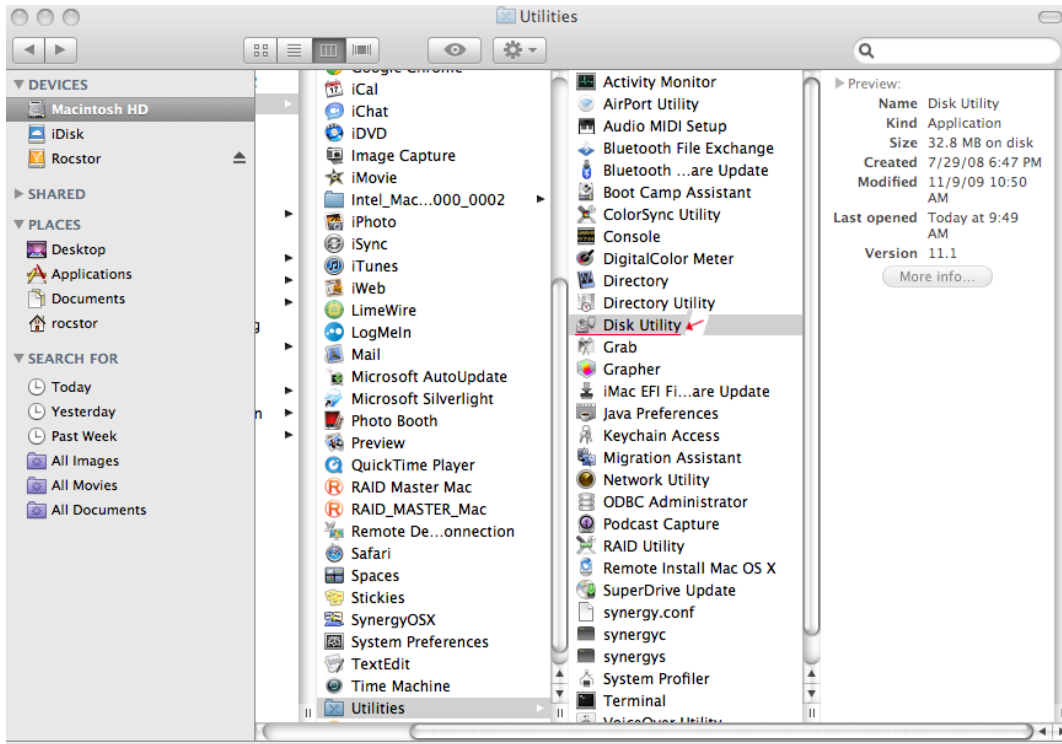 Utilities
DEVICES
Macintosh HD
iDisk
Rocstor
SHARED
PLACES
Desktop
Applications
Documents
rocstor
SEARCH FOR
Today
Yesterday
Past Week
All Images
All Movies
All Documents
g
n
Google Chrome
iCal
iChat
iDVD
Image Capture
iMovie
Intel_Mac...000_0002
iPhoto
iSync
iTunes
iWeb
LimeWire
LogMeIn
Mail
Microsoft AutoUpdate
Microsoft Silverlight
Photo Booth
Preview
QuickTime Player
RAID Master Mac
RAID_MASTER_Mac
Remote De...onnection
Safari
Spaces
Stickies
SynergyOSX
System Preferences
TextEdit
Time Machine
Utilities
Activity Monitor
AirPort Utility
Audio MIDI Setup
Bluetooth File Exchange
Bluetooth ...are Update
Boot Camp Assistant
ColorSync Utility
Console
DigitalColor Meter
Directory
Directory Utility
Disk Utility
Grab
Grapher
iMac EFI Fi...are Update
Java Preferences
Keychain Access
Migration Assistant
Network Utility
ODBC Administrator
Podcast Capture
RAID Utility
Remote Install Mac OS X
SuperDrive Update
synergy.conf
synergyc
synergys
System Profiler
Terminal
VoiceOver Utility
Preview:
Name Disk Utility
Kind Application
Size 32.8 MB on disk
Created 7/29/08 6:47 PM
Modified 11/9/09 10:50
AM
Last opened Today at 9:49
AM
Version 11.1
More info...